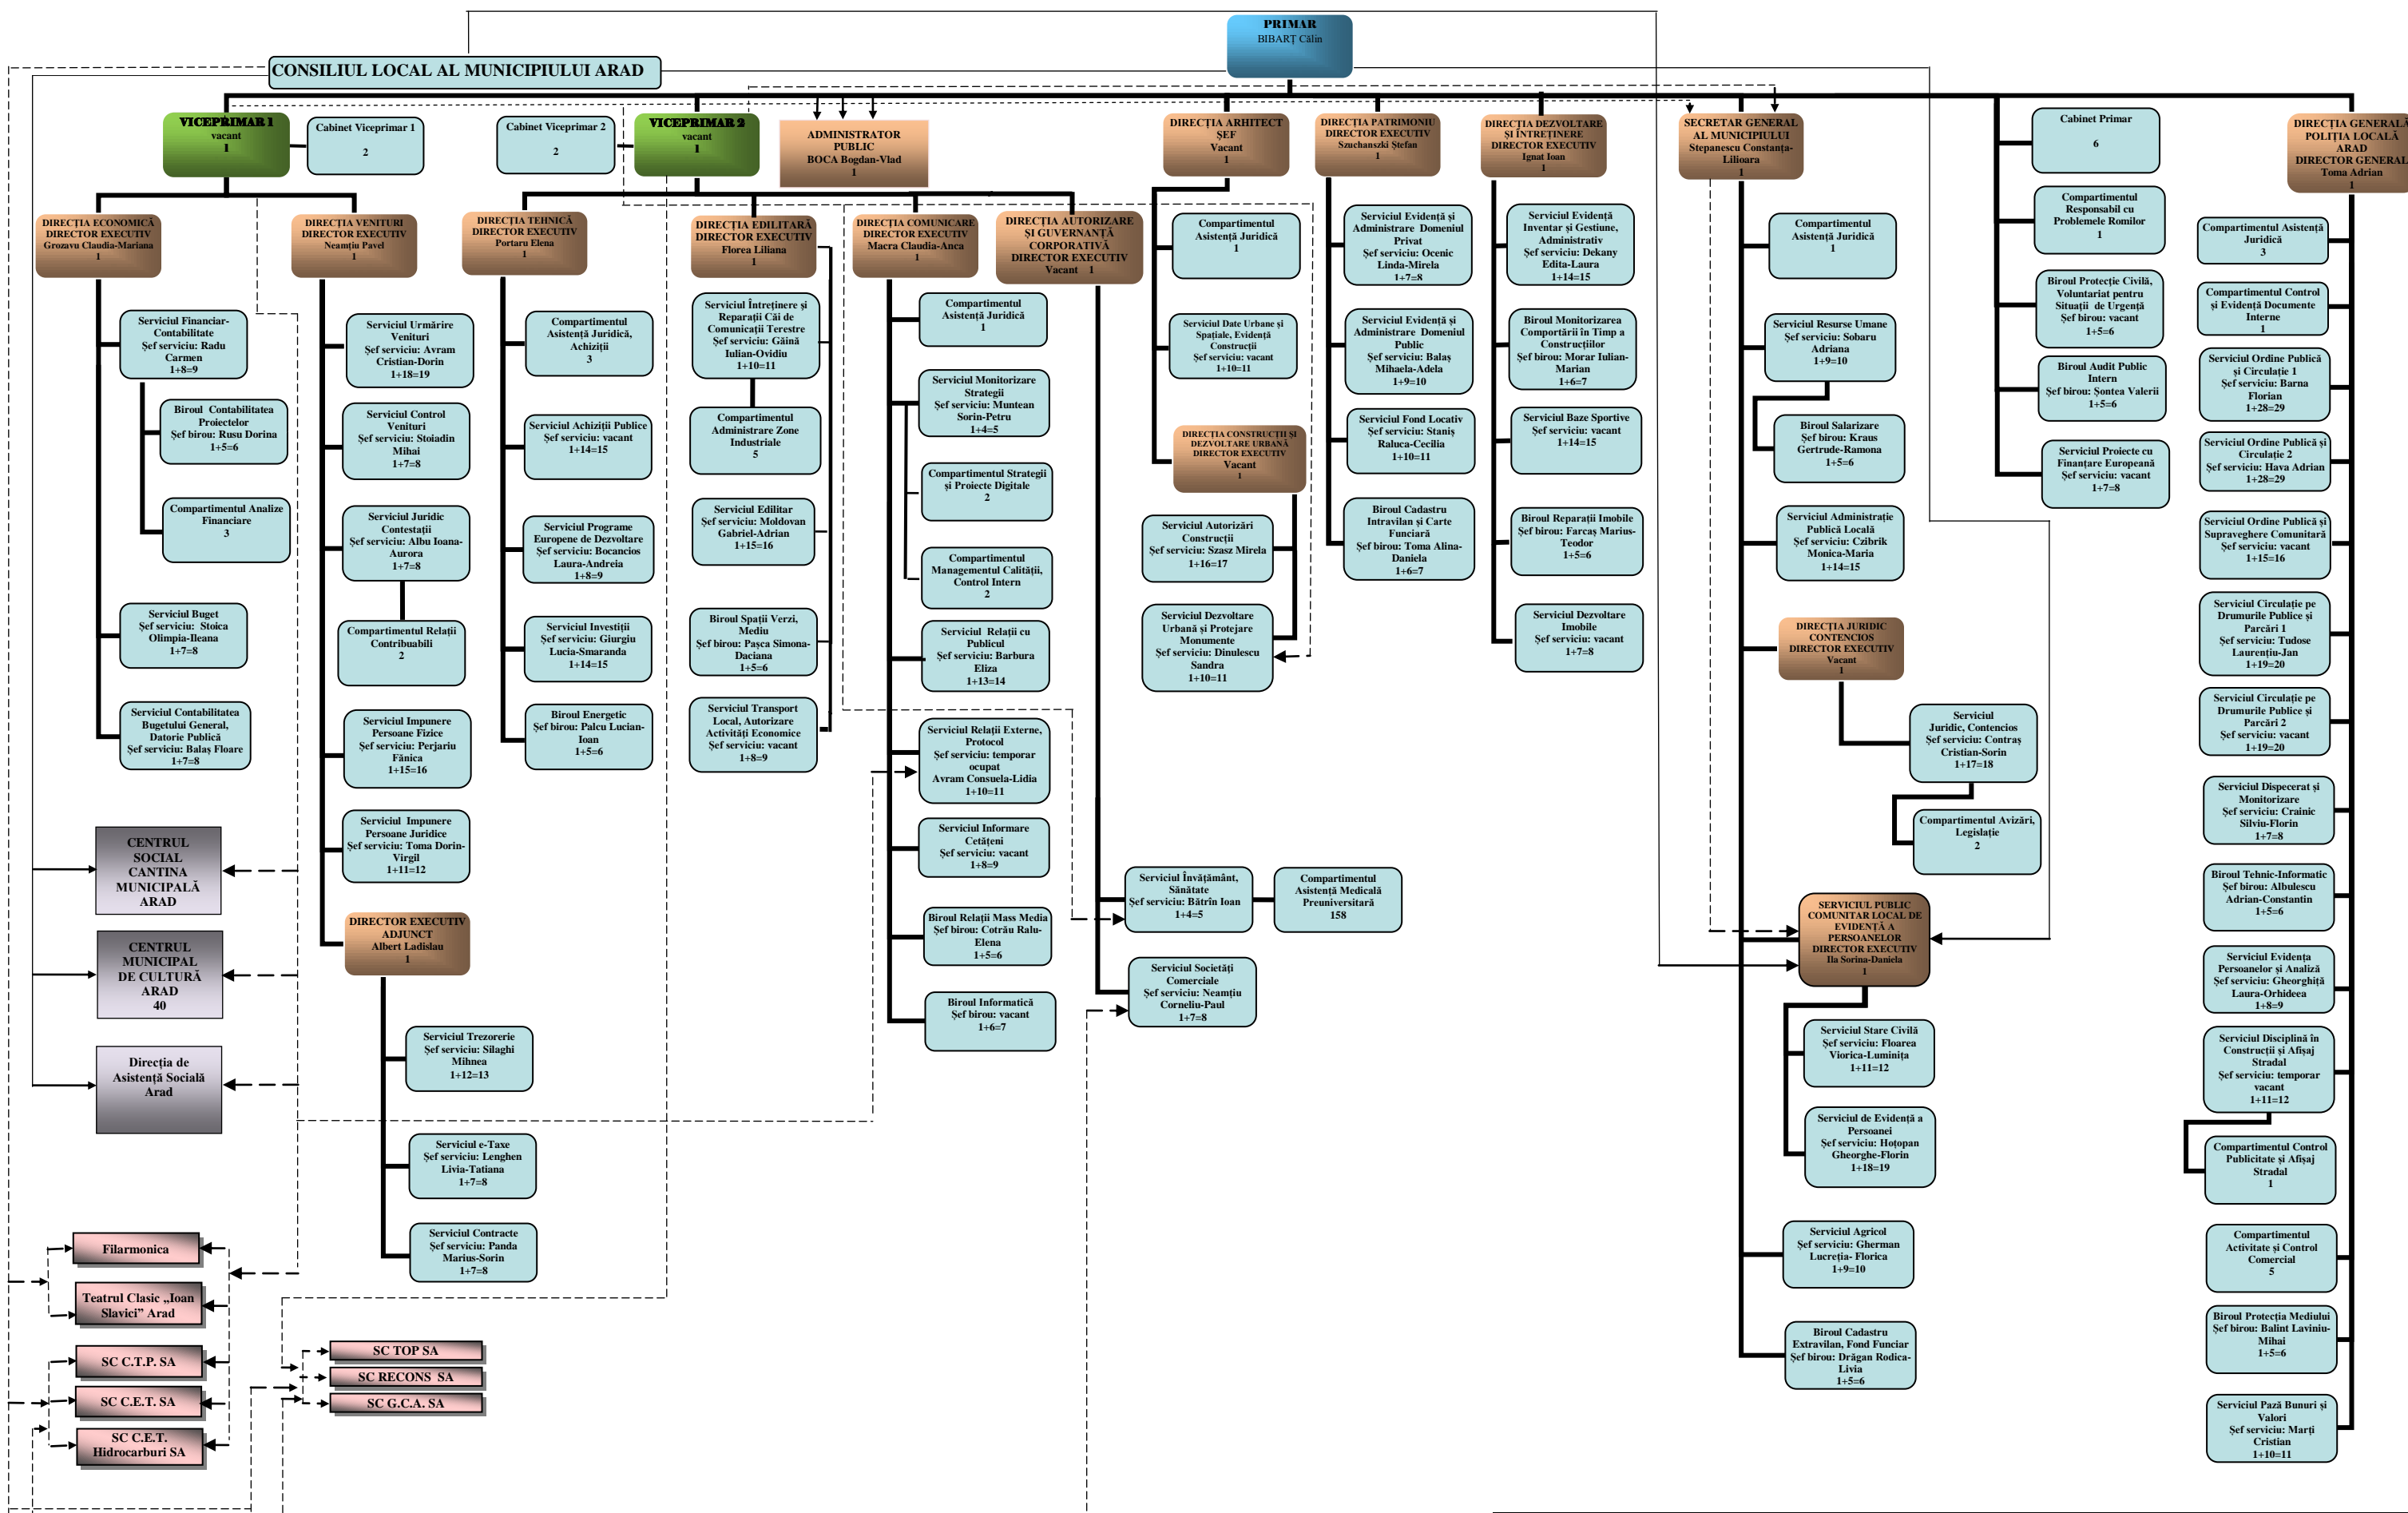 PRIMAR
BIBARȚ Călin
CONSILIUL LOCAL AL MUNICIPIULUI ARAD
VICEPRIMAR 1
vacant
1
Cabinet Viceprimar 1
2
Cabinet Viceprimar 2
2
VICEPRIMAR 2
vacant
1
ADMINISTRATOR
PUBLIC
BOCA Bogdan-Vlad
1
DIRECȚIA ARHITECT
ȘEF
Vacant
1
DIRECȚIA PATRIMONIU
DIRECTOR EXECUTIV
Szuchanszki Ștefan
1
DIRECȚIA DEZVOLTARE
ȘI ÎNTREȚINERE
DIRECTOR EXECUTIV
Ignat Ioan
1
SECRETAR GENERAL
AL MUNICIPIULUI
Stepanescu Constanța-
Lilioara
1
Cabinet Primar
6
DIRECȚIA GENERALĂ
POLIȚIA LOCALĂ
ARAD
DIRECTOR GENERAL
Toma Adrian
1
DIRECȚIA ECONOMICĂ
DIRECTOR EXECUTIV
Grozavu Claudia-Mariana
1
Serviciul Financiar-
Contabilitate
Șef serviciu: Radu
Carmen
1+8=9
Biroul Contabilitatea
Proiectelor
Șef birou: Rusu Dorina
1+5=6
Compartimentul Analize
Financiare
3
Serviciul Buget
Șef serviciu: Stoica
Olimpia-Ileana
1+7=8
Serviciul Contabilitatea
Bugetului General,
Datorie Publică
Șef serviciu: Balaș Floare
1+7=8
DIRECȚIA VENITURI
DIRECTOR EXECUTIV
Neamțiu Pavel
1
Serviciul Urmărire
Venituri
Șef serviciu: Avram
Cristian-Dorin
1+18=19
Serviciul Control
Venituri
Șef serviciu: Stoiadin
Mihai
1+7=8
Serviciul Juridic
Contestații
Șef serviciu: Albu Ioana-
Aurora
1+7=8
Compartimentul Relații
Contribuabili
2
Serviciul Impunere
Persoane Fizice
Șef serviciu: Perjariu
Fănica
1+15=16
Serviciul Impunere
Persoane Juridice
Șef serviciu: Toma Dorin-
Virgil
1+11=12
DIRECTOR EXECUTIV
ADJUNCT
Albert Ladislau
1
Serviciul Trezorerie
Șef serviciu: Silaghi
Mihnea
1+12=13
Serviciul e-Taxe
Șef serviciu: Lenghen
Livia-Tatiana
1+7=8
Serviciul Contracte
Șef serviciu: Panda
Marius-Sorin
1+7=8
DIRECȚIA TEHNICĂ
DIRECTOR EXECUTIV
Portaru Elena
1
Compartimentul
Asistență Juridică,
Achiziții
3
Serviciul Achiziții Publice
Șef serviciu: vacant
1+14=15
Serviciul Programe
Europene de Dezvoltare
Șef serviciu: Bocancios
Laura-Andreia
1+8=9
Serviciul Investiții
Șef serviciu: Giurgiu
Lucia-Smaranda
1+14=15
Biroul Energetic
Șef birou: Palcu Lucian-
Ioan
1+5=6
DIRECȚIA EDILITARĂ
DIRECTOR EXECUTIV
Florea Liliana
1
Serviciul Întreținere și
Reparații Căi de
Comunicații Terestre
Șef serviciu: Găină
Iulian-Ovidiu
1+10=11
Compartimentul
Administrare Zone
Industriale
5
Serviciul Edilitar
Șef serviciu: Moldovan
Gabriel-Adrian
1+15=16
Biroul Spații Verzi,
Mediu
Șef birou: Pașca Simona-
Daciana
1+5=6
Serviciul Transport
Local, Autorizare
Activități Economice
Șef serviciu: vacant
1+8=9
DIRECȚIA COMUNICARE
DIRECTOR EXECUTIV
Macra Claudia-Anca
1
Compartimentul
Asistență Juridică
1
Serviciul Monitorizare
Strategii
Șef serviciu: Muntean
Sorin-Petru
1+4=5
Compartimentul Strategii
și Proiecte Digitale
2
Compartimentul
Managementul Calității,
Control Intern
2
Serviciul Relații cu
Publicul
Șef serviciu: Barbura
Eliza
1+13=14
Serviciul Relații Externe,
Protocol
Șef serviciu: temporar
ocupat
Avram Consuela-Lidia
1+10=11
Serviciul Informare
Cetățeni
Șef serviciu: vacant
1+8=9
Biroul Relații Mass Media
Șef birou: Cotrău Ralu-
Elena
1+5=6
Biroul Informatică
Șef birou: vacant
1+6=7
DIRECȚIA AUTORIZARE
ȘI GUVERNANȚĂ
CORPORATIVĂ
DIRECTOR EXECUTIV
Vacant 1
Serviciul Învățământ,
Sănătate
Șef serviciu: Bătrîn Ioan
1+4=5
Compartimentul
Asistență Medicală
Preuniversitară
158
Serviciul Societăți
Comerciale
Șef serviciu: Neamțiu
Corneliu-Paul
1+7=8
Compartimentul
Asistență Juridică
1
Serviciul Date Urbane și
Spațiale, Evidență
Construcții
Șef serviciu: vacant
1+10=11
DIRECȚIA CONSTRUCȚII ȘI
DEZVOLTARE URBANĂ
DIRECTOR EXECUTIV
Vacant
1
Serviciul Autorizări
Construcții
Șef serviciu: Szasz Mirela
1+16=17
Serviciul Dezvoltare
Urbană și Protejare
Monumente
Șef serviciu: Dinulescu
Sandra
1+10=11
Serviciul Evidență și
Administrare Domeniul
Privat
Șef serviciu: Ocenic
Linda-Mirela
1+7=8
Serviciul Evidență și
Administrare Domeniul
Public
Șef serviciu: Balaș
Mihaela-Adela
1+9=10
Serviciul Fond Locativ
Șef serviciu: Staniș
Raluca-Cecilia
1+10=11
Biroul Cadastru
Intravilan și Carte
Funciară
Șef birou: Toma Alina-
Daniela
1+6=7
Serviciul Evidență
Inventar și Gestiune,
Administrativ
Șef serviciu: Dekany
Edita-Laura
1+14=15
Biroul Monitorizarea
Comportării în Timp a
Construcțiilor
Șef birou: Morar Iulian-
Marian
1+6=7
Serviciul Baze Sportive
Șef serviciu: vacant
1+14=15
Biroul Reparații Imobile
Șef birou: Farcaș Marius-
Teodor
1+5=6
Serviciul Dezvoltare
Imobile
Șef serviciu: vacant
1+7=8
Compartimentul
Asistență Juridică
1
Serviciul Resurse Umane
Șef serviciu: Sobaru
Adriana
1+9=10
Biroul Salarizare
Șef birou: Kraus
Gertrude-Ramona
1+5=6
Serviciul Administrație
Publică Locală
Șef serviciu: Czibrik
Monica-Maria
1+14=15
DIRECȚIA JURIDIC
CONTENCIOS
DIRECTOR EXECUTIV
Vacant
1
Serviciul
Juridic, Contencios
Șef serviciu: Contraș
Cristian-Sorin
1+17=18
Compartimentul Avizări,
Legislație
2
SERVICIUL PUBLIC
COMUNITAR LOCAL DE
EVIDENȚĂ A
PERSOANELOR
DIRECTOR EXECUTIV
Ila Sorina-Daniela
1
Serviciul Stare Civilă
Șef serviciu: Floarea
Viorica-Luminița
1+11=12
Serviciul de Evidență a
Persoanei
Șef serviciu: Hoțopan
Gheorghe-Florin
1+18=19
Serviciul Agricol
Șef serviciu: Gherman
Lucreția- Florica
1+9=10
Biroul Cadastru
Extravilan, Fond Funciar
Șef birou: Drăgan Rodica-
Livia
1+5=6
Compartimentul
Responsabil cu
Problemele Romilor
1
Biroul Protecție Civilă,
Voluntariat pentru
Situații de Urgență
Șef birou: vacant
1+5=6
Biroul Audit Public
Intern
Șef birou: Șontea Valerii
1+5=6
Serviciul Proiecte cu
Finanțare Europeană
Șef serviciu: vacant
1+7=8
Compartimentul Asistență
Juridică
3
Compartimentul Control
și Evidență Documente
Interne
1
Serviciul Ordine Publică
și Circulație 1
Șef serviciu: Barna
Florian
1+28=29
Serviciul Ordine Publică și
Circulație 2
Șef serviciu: Hava Adrian
1+28=29
Serviciul Ordine Publică și
Supraveghere Comunitară
Șef serviciu: vacant
1+15=16
Serviciul Circulație pe
Drumurile Publice și
Parcări 1
Șef serviciu: Tudose
Laurențiu-Jan
1+19=20
Serviciul Circulație pe
Drumurile Publice și
Parcări 2
Șef serviciu: vacant
1+19=20
Serviciul Dispecerat și
Monitorizare
Șef serviciu: Crainic
Silviu-Florin
1+7=8
Biroul Tehnic-Informatic
Șef birou: Albulescu
Adrian-Constantin
1+5=6
Serviciul Evidența
Persoanelor și Analiză
Șef serviciu: Gheorghiță
Laura-Orhideea
1+8=9
Serviciul Disciplină în
Construcții și Afișaj
Stradal
Șef serviciu: temporar
vacant
1+11=12
Compartimentul Control
Publicitate și Afișaj
Stradal
1
Compartimentul
Activitate și Control
Comercial
5
Biroul Protecția Mediului
Șef birou: Balint Laviniu-
Mihai
1+5=6
Serviciul Pază Bunuri și
Valori
Șef serviciu: Marți
Cristian
1+10=11
CENTRUL
SOCIAL
CANTINA
MUNICIPALĂ
ARAD
CENTRUL
MUNICIPAL
DE CULTURĂ
ARAD
40
Direcția de
Asistență Socială
Arad
Filarmonica
Teatrul Clasic „Ioan
Slavici” Arad
SC C.T.P. SA
SC C.E.T. SA
SC C.E.T.
Hidrocarburi SA
SC TOP SA
SC RECONS SA
SC G.C.A. SA